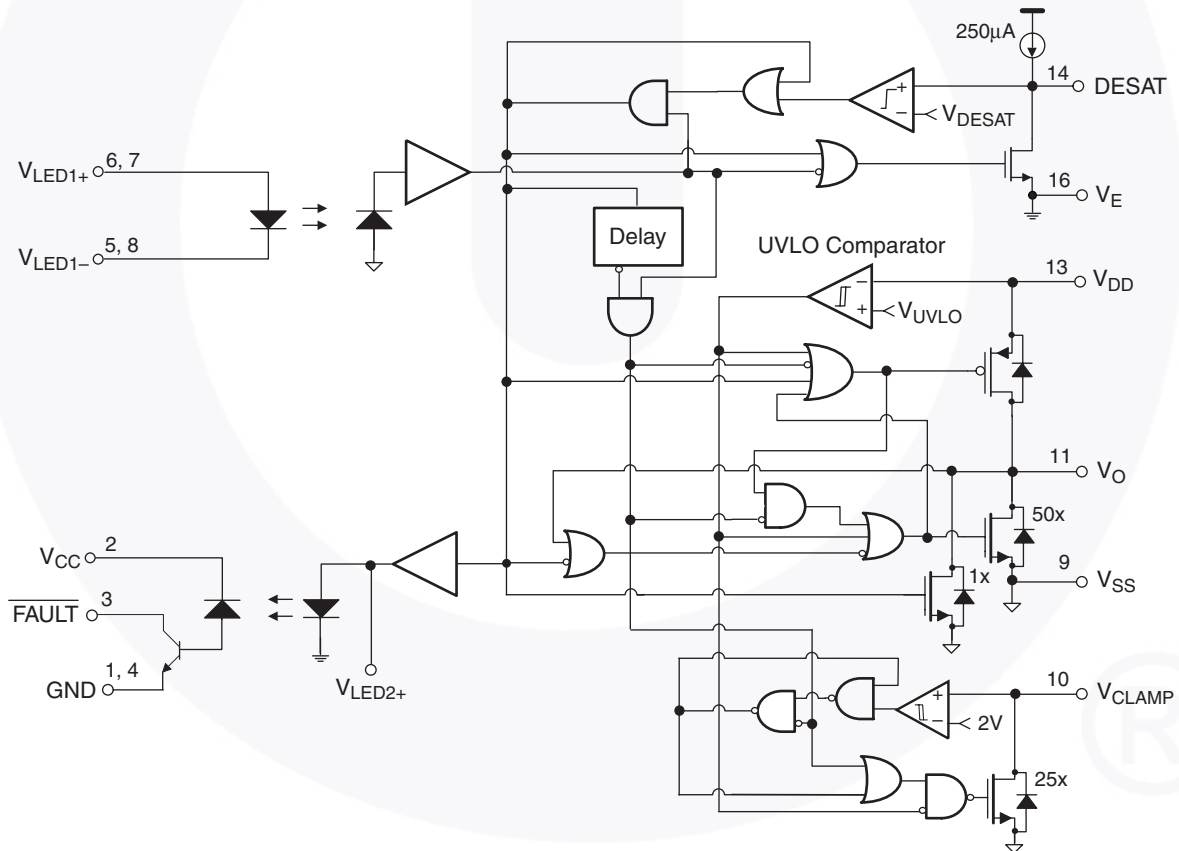 250μA
14 DESAT
V_DESAT
6, 7
V_LED1+
16 V_E
5, 8
V_LED1–
Delay
UVLO Comparator
13 V_DD
V_UVLO
11 V_O
50x
V_CC 2
1x
9 V_SS
FAULT 3
1, 4
GND
V_LED2+
10 V_CLAMP
2V
25x
®